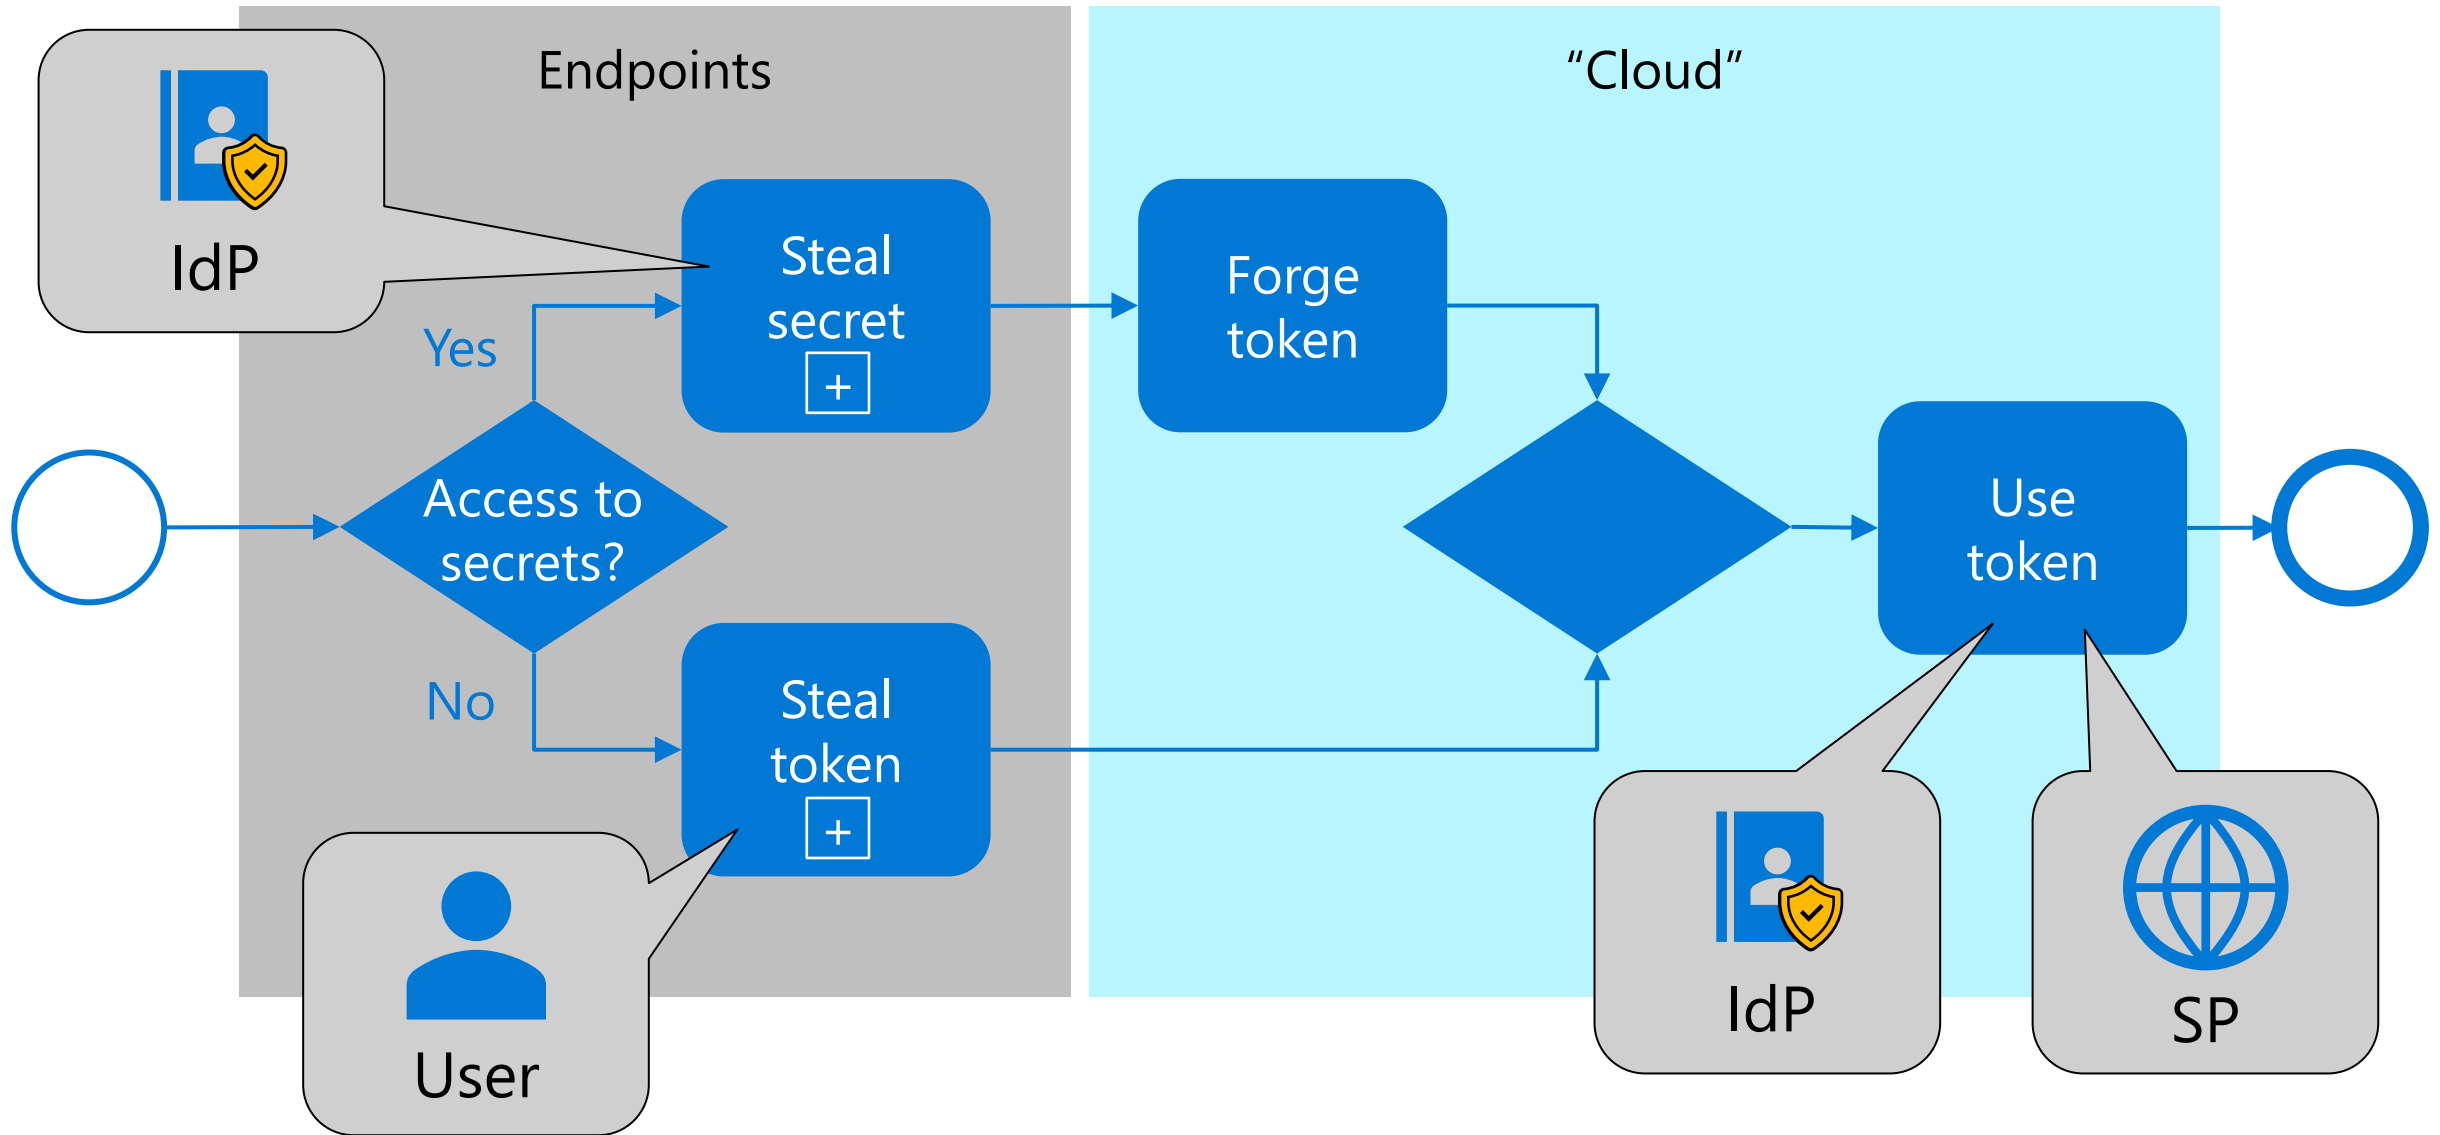 Endpoints
“Cloud”
IdP
Steal
secret
+
Forge
token
Yes
Access to
secrets?
Use
token
No
Steal
token
+
User
IdP
SP